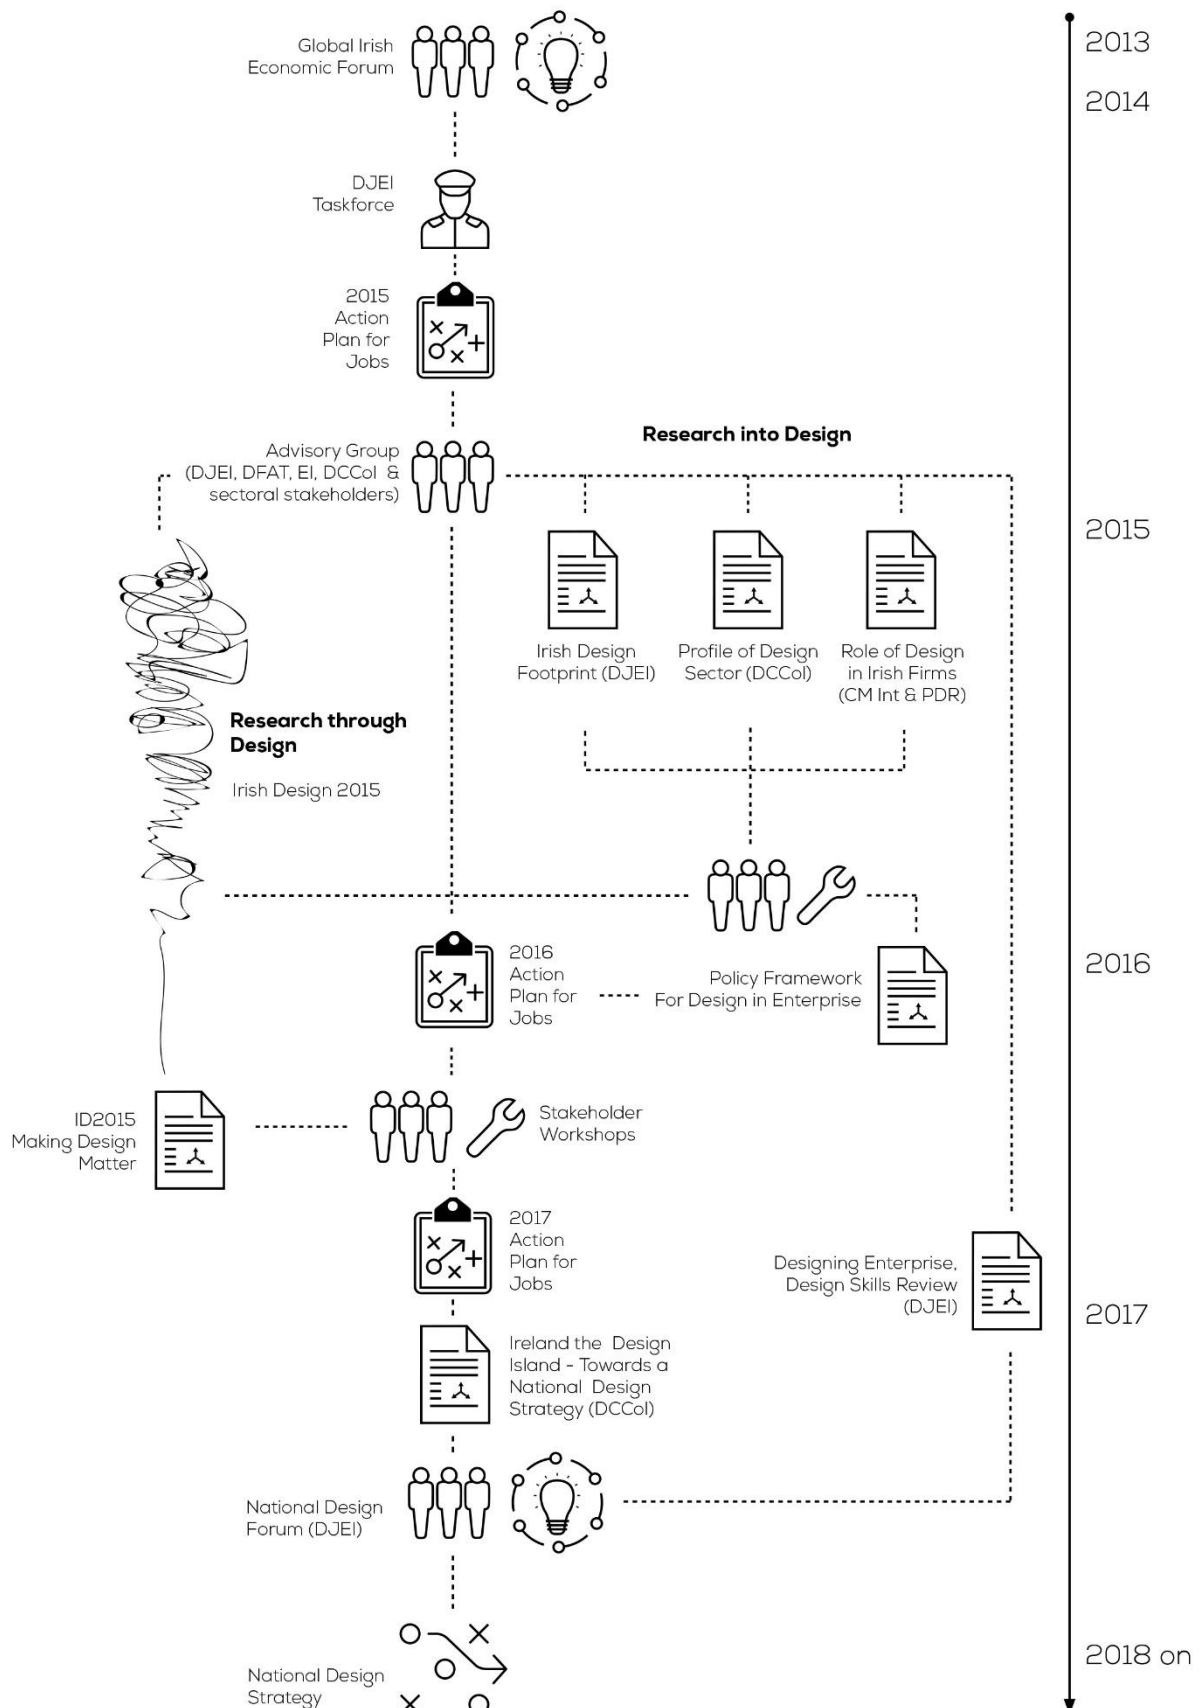 Global Irish
Economic Forum
2013
2014
DJEI
Taskforce
2015
Action
Plan for
Jobs
Research into Design
Advisory Group
(DJEI, DFAT, EI, DCCoI &
sectoral stakeholders)
2015
Irish Design
Footprint (DJEI)
Profile of Design
Sector (DCCoI)
Role of Design
in Irish Firms
(CM Int & PDR)
Research through
Design
Irish Design 2015
2016
Action
Plan for
Jobs
Policy Framework
For Design in Enterprise
2016
ID2015
Making Design
Matter
Stakeholder
Workshops
2017
Action
Plan for
Jobs
Designing Enterprise,
Design Skills Review
(DJEI)
2017
Ireland the Design
Island - Towards a
National Design
Strategy (DCCoI)
National Design
Forum (DJEI)
National Design
Strategy
2018 on